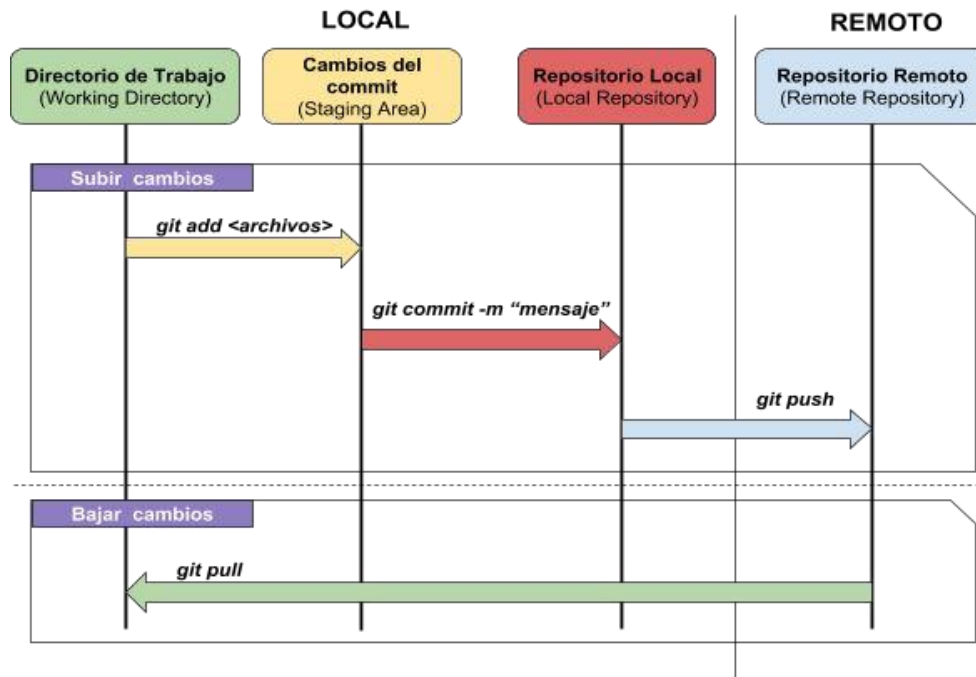 LOCAL
REMOTO
Directorio de Trabajo
(Working Directory)
Cambios del
commit
(Staging Area)
Repositorio Local
(Local Repository)
Repositorio Remoto
(Remote Repository)
Subir cambios
git add <archivos>
git commit -m “mensaje”
git push
Bajar cambios
git pull